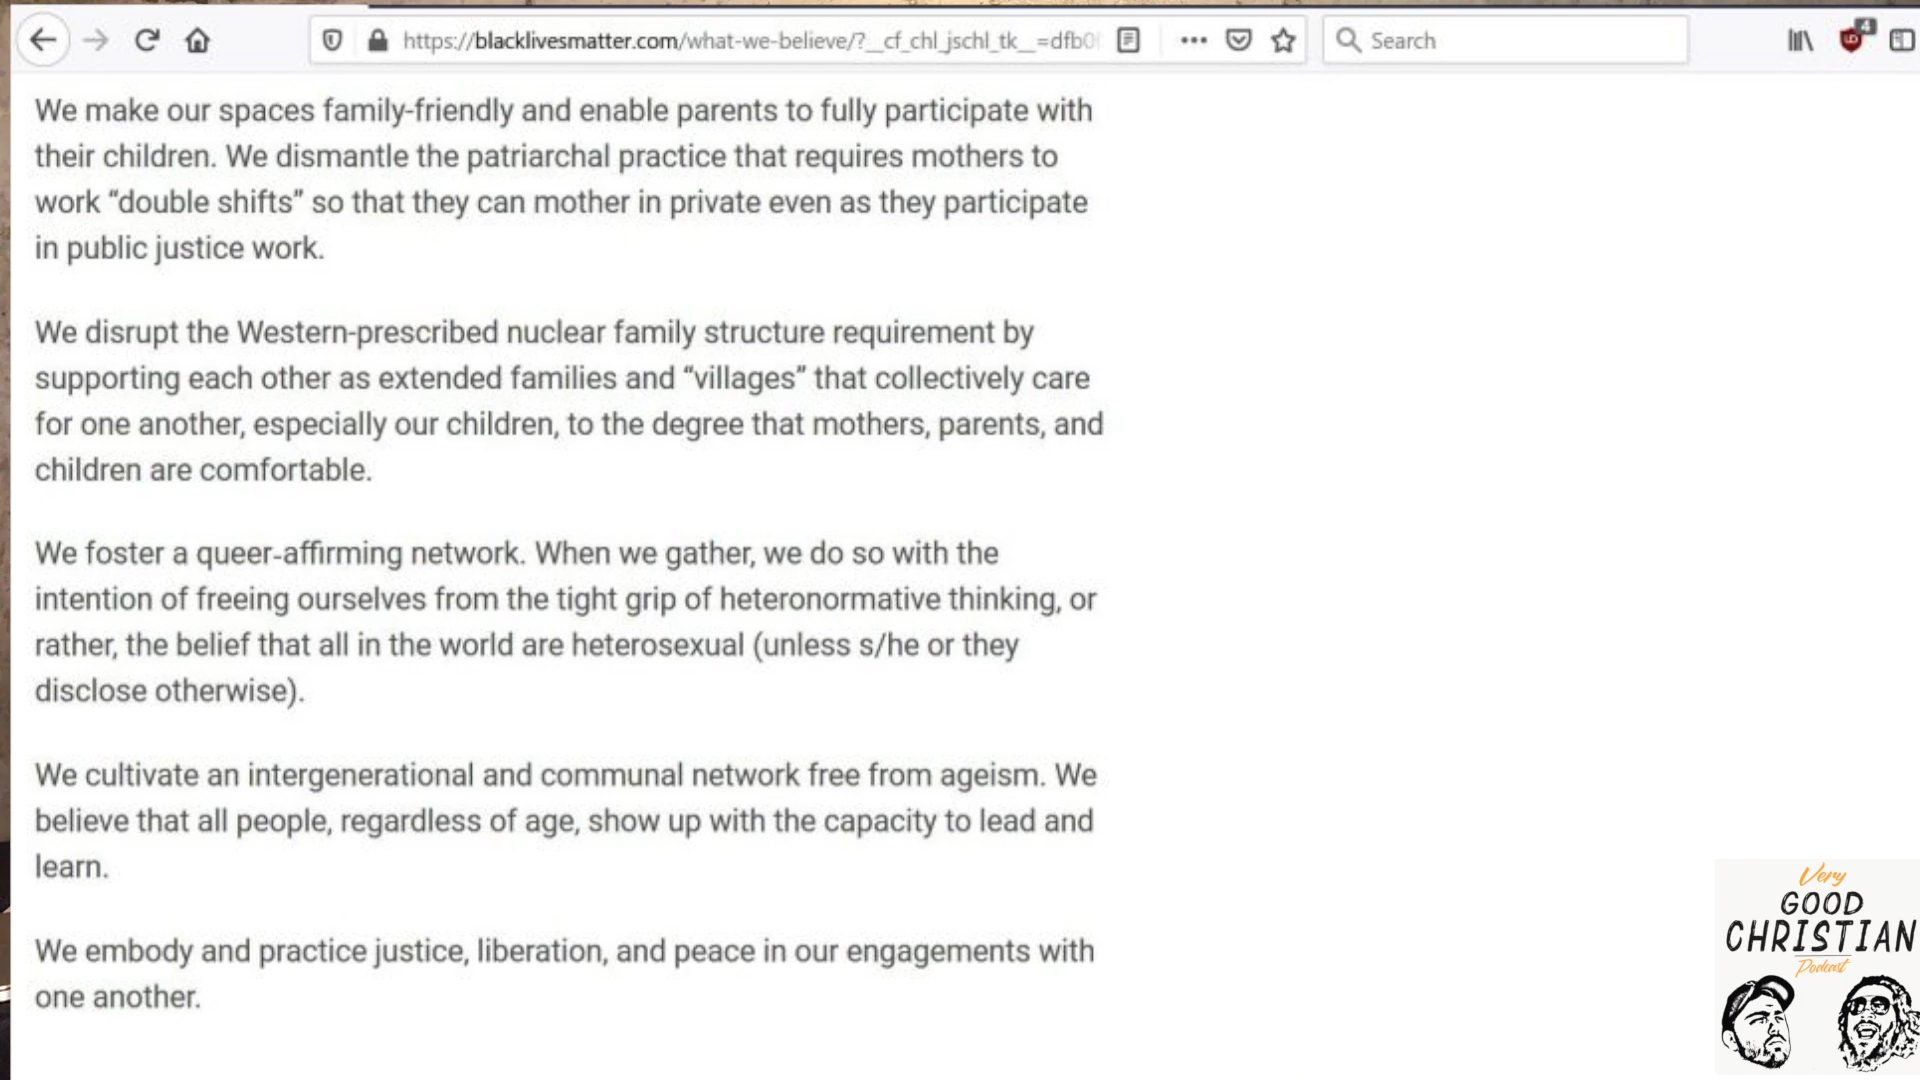 https://blacklivesmatter.com/what-we-believe/?__cf_chl_jschl_tk__=dfb0
Search
4
We make our spaces family-friendly and enable parents to fully participate with
their children. We dismantle the patriarchal practice that requires mothers to
work “double shifts” so that they can mother in private even as they participate
in public justice work.
We disrupt the Western-prescribed nuclear family structure requirement by
supporting each other as extended families and “villages” that collectively care
for one another, especially our children, to the degree that mothers, parents, and
children are comfortable.
We foster a queer-affirming network. When we gather, we do so with the
intention of freeing ourselves from the tight grip of heteronormative thinking, or
rather, the belief that all in the world are heterosexual (unless s/he or they
disclose otherwise).
We cultivate an intergenerational and communal network free from ageism. We
believe that all people, regardless of age, show up with the capacity to lead and
learn.
We embody and practice justice, liberation, and peace in our engagements with
one another.
Very
GOOD
CHRISTIAN
Podcast